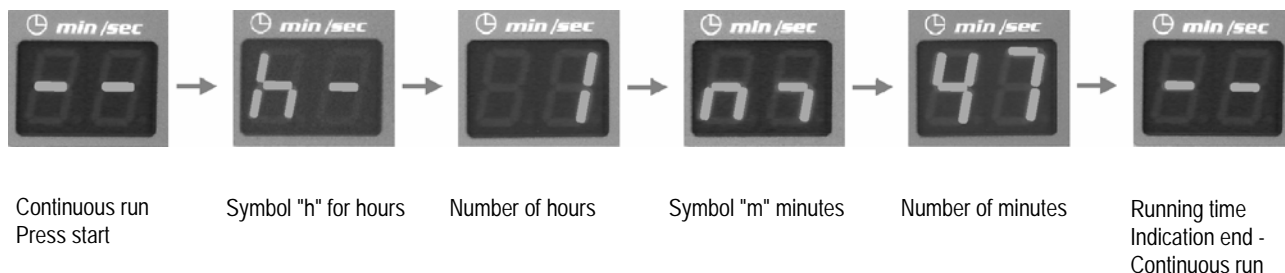 min/sec
min/sec
min/sec
min/sec
min/sec
min/sec
- -
h -
1
m
47
- -
Continuous run
Press start
Symbol "h" for hours
Number of hours
Symbol "m" minutes
Number of minutes
Running time
Indication end -
Continuous run